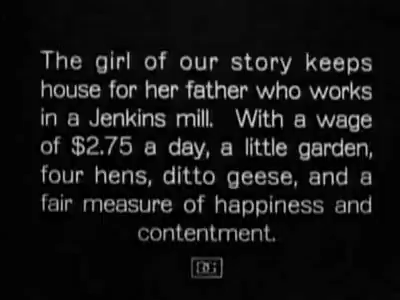 The girl of our story keeps
house for her father who works
in a Jenkins mill. With a wage
of $2.75 a day, a little garden,
four hens, ditto geese, and a
fair measure of happiness and
contentment.
DG